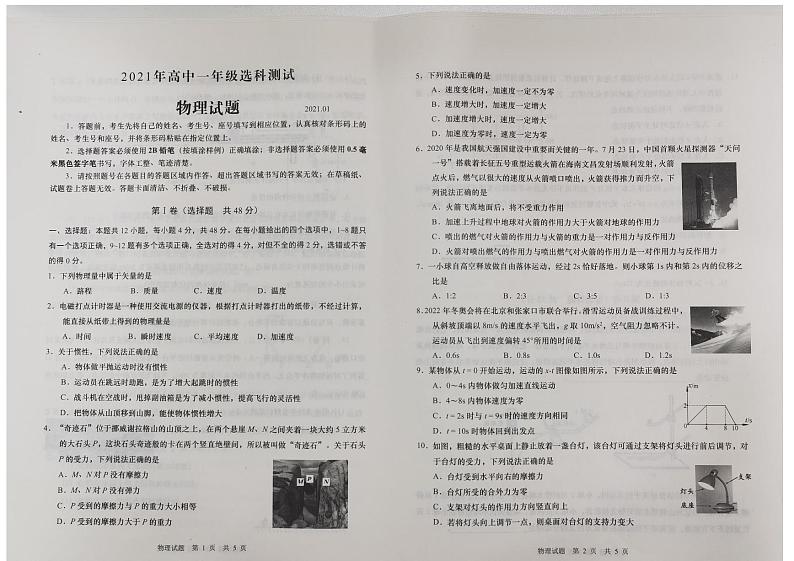 2021年高中一年级选科测试
物理试题 2021.01
1．答题前，考生先将自己的姓名、考生号、座号填写到相应位置，认真核对条形码上的
姓名、考生号和座号，并将条形码粘贴在指定位置上。
2．选择题答案必须使用2B铅笔（按填涂样例）正确填涂；非选择题答案必须使用0.5毫
米黑色签字笔书写，字体工整、笔迹清楚。
3．请按照题号在各题目的答题区域内作答，超出答题区域书写的答案无效；在草稿纸、
试题卷上答题无效。答题卡面清洁、不折叠、不破损。
第Ⅰ卷（选择题 共48分）
一、选择题：本题共12小题，每小题4分，共48分。在每小题给出的四个选项中，1~8题只
有一个选项正确，9~12题有多个选项正确，全选对的得4分，对但不全的得2分，选错或不答
的得0分。
1．下列物理量中属于矢量的是
A．路程 B．质量 C．速度 D．温度
2．电磁打点计时器是一种使用交流电源的仪器，根据打点计时器打出的纸带，不经过计算，
能直接从纸带上得到的物理量是
A．时间 B．瞬时速度 C．平均速度 D．加速度
3．关于惯性，下列说法正确的是
A．物体做平抛运动时没有惯性
B．运动员在跳远时助跑，是为了增大起跳时的惯性
C．战斗机在空战时，甩掉副油箱是为了减小惯性，提高飞行的灵活性
D．把物体从山顶移到山脚，能使物体惯性增大
4．“奇迹石”位于挪威谢拉格山的山顶之上，在两个悬崖M、N之间夹着一块大约5立方米
的大石头P，这块石头奇迹般的卡在两个竖直绝壁间，所以被叫做“奇迹石”。关于石头
P的受力，下列说法正确的是
A．M、N对P没有摩擦力
B．M、N对P没有弹力
C．P受到的摩擦力与P的重力大小相等
D．P受到的摩擦力大于P的重力
M P N
物理试题 第1页 共5页
5．下列说法正确的是
A．速度变化时，加速度一定不为零
B．速度增大时，加速度一定增大
C．加速度增大时，速度一定增大
D．加速度为零时，速度一定为零
6．2020年是我国航天强国建设中重要而关键的一年。7月23日，中国首颗火星探测器“天问
一号”搭载着长征五号重型运载火箭在海南文昌发射场顺利发射，火箭
点火后，燃气以很大的速度从火箭喷口喷出，火箭获得推力而升空，下
列说法正确的是
A．火箭飞离地面后，将不受重力作用
B．加速上升过程中地球对火箭的作用力大于火箭对地球的作用力
C．喷出的燃气对火箭的作用力与火箭的重力是一对作用力与反作用力
D．火箭对喷出燃气的作用力与喷出燃气对火箭的作用力是一对作用力与反作用力
7．一小球自高空释放做自由落体运动，经过2s恰好落地。则小球第1s内和第2s内的位移之
比是
A．1:2 B．2:3 C．3:5 D．1:3
8．2022年冬奥会将在北京和张家口市联合举行。滑雪运动员备战训练过程中，
从斜坡顶端以8m/s的速度水平飞出，g取10m/s²，空气阻力忽略不计。
运动员从飞出到速度偏转45°所用的时间是
A．0.6s B．0.8s C．1.0s D．1.2s
9．某物体从t＝0开始运动，运动的x-t图像如图所示，下列说法正确的是
A．0～4s内物体做匀加速直线运动
B．4～8s内物体速度为零
C．t＝2s时与t＝9s时的速度方向相同
D．t＝10s时物体回到出发点
x/m
2
0 4 8 10 t/s
10．如图，粗糙的水平桌面上静止放着一盏台灯，该台灯可通过支架将灯头进行前后调节，对
于台灯的受力，下列说法正确的是
A．台灯受到水平向右的摩擦力
B．台灯所受的合外力为零
C．支架对灯头的作用力方向竖直向上
D．若将灯头向上调节一点，则桌面对台灯的支持力变大
支架
灯头
底座
物理试题 第2页 共5页